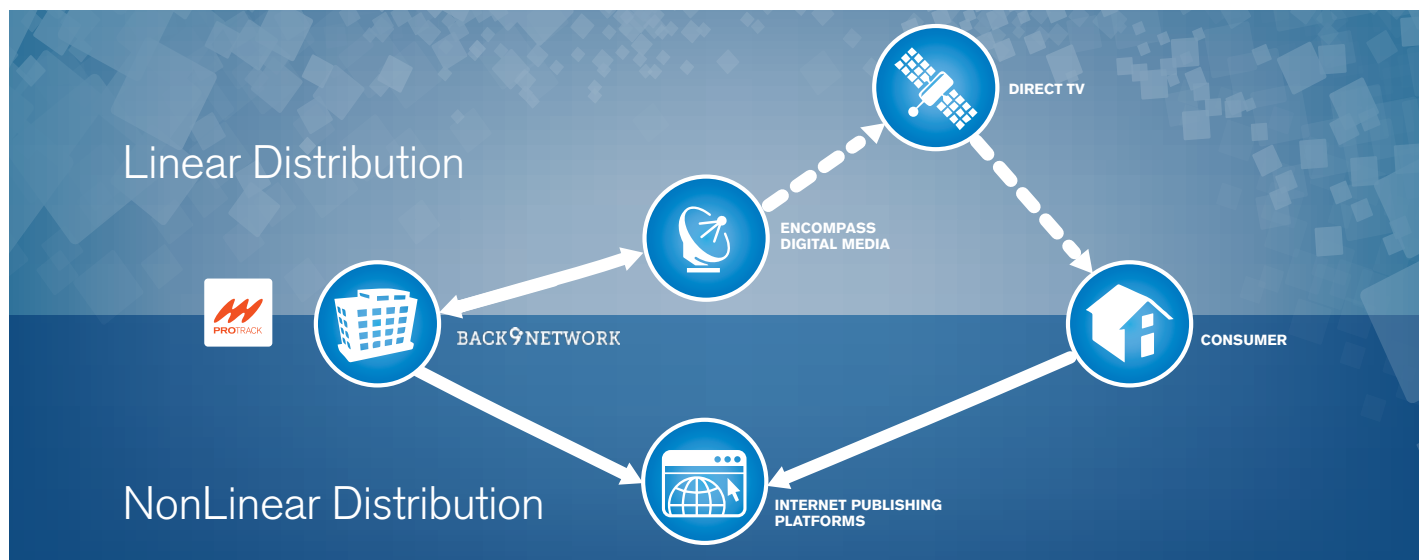 DIRECT TV
Linear Distribution
ENCOMPASS
DIGITAL MEDIA
PROTRACK
BACK9NETWORK
CONSUMER
NonLinear Distribution
INTERNET PUBLISHING
PLATFORMS